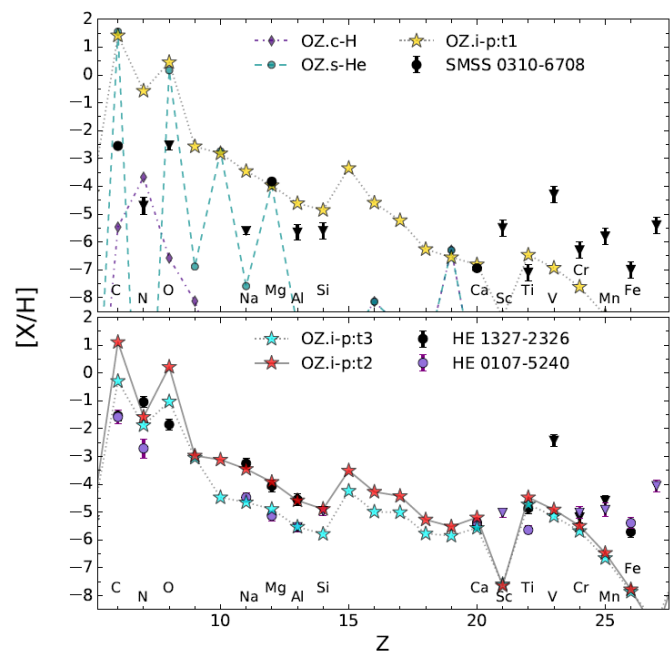 2
1
0
−1
−2
−3
−4
−5
−6
−7
−8
OZ.c-H
OZ.s-He
OZ.i-p:t1
SMSS 0310-6708
C
N
O
Na
Mg
Al
Si
Ca
Sc
Ti
V
Cr
Mn
Fe
[X/H]
1
0
−1
−2
−3
−4
−5
−6
−7
−8
OZ.i-p:t3
OZ.i-p:t2
HE 1327-2326
HE 0107-5240
C
N
O
Na
Mg
Al
Si
Ca
Sc
Ti
V
Cr
Mn
Fe
10 15 20 25
Z